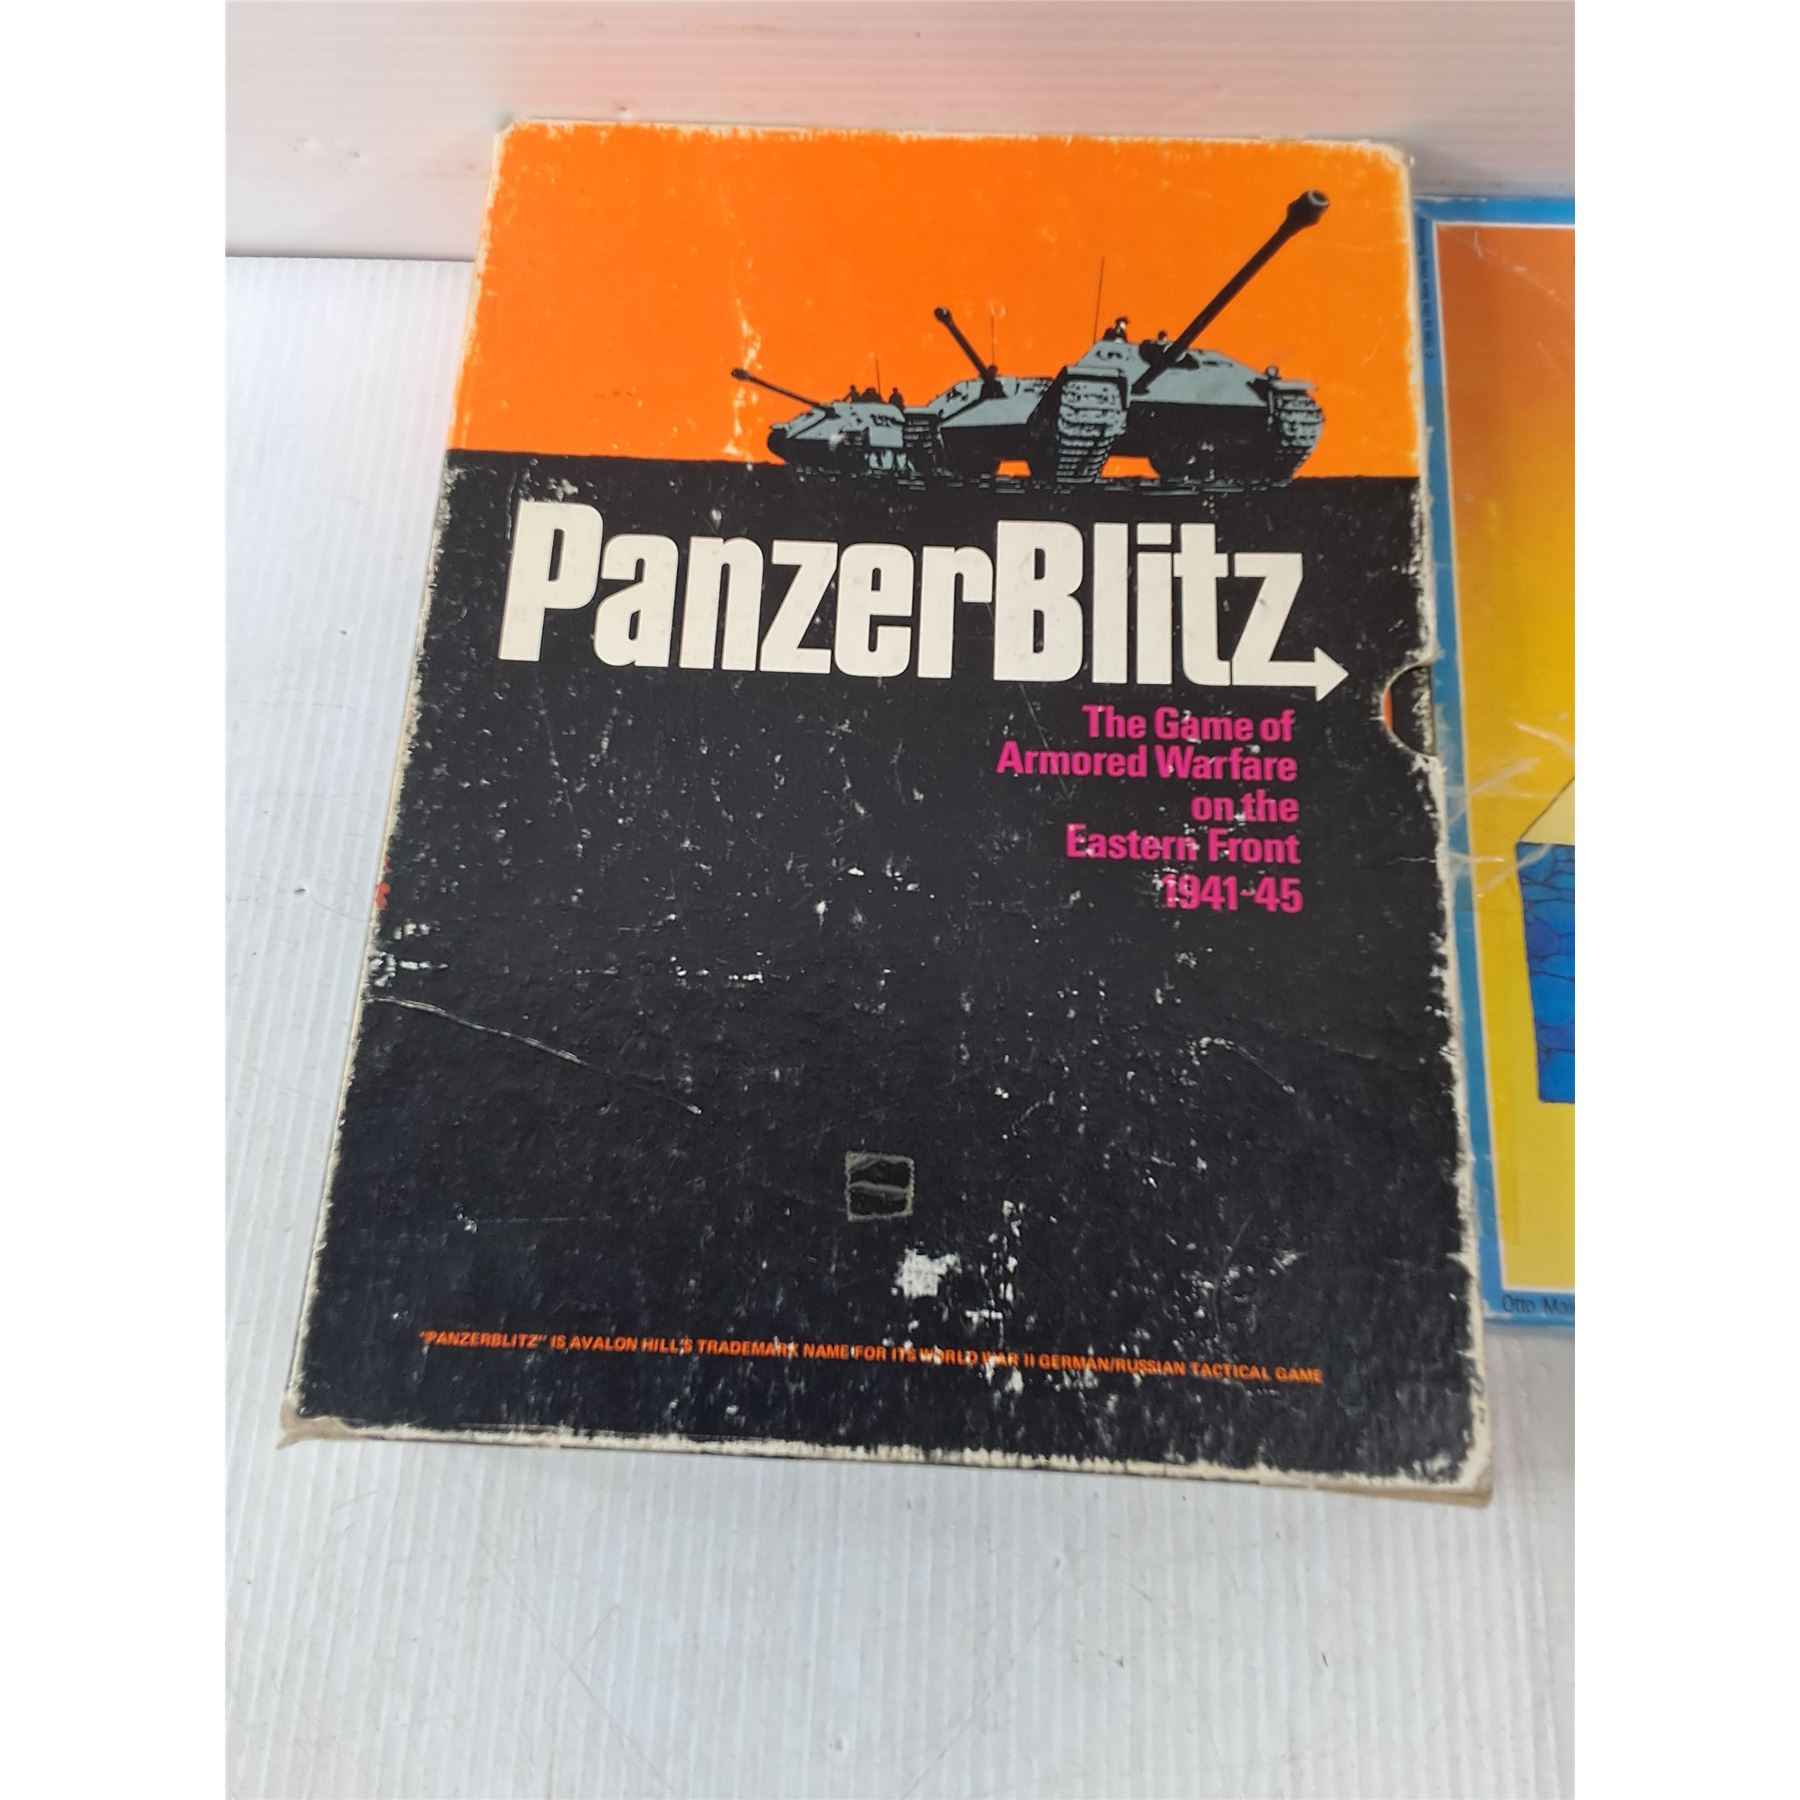 PanzerBlitz
The Game of
Armored Warfare
on the
Eastern Front
1941-45
"PANZERBLITZ" IS AVALON HILL'S TRADEMARK NAME FOR ITS WORLD WAR II GERMAN/RUSSIAN TACTICAL GAME
Otto